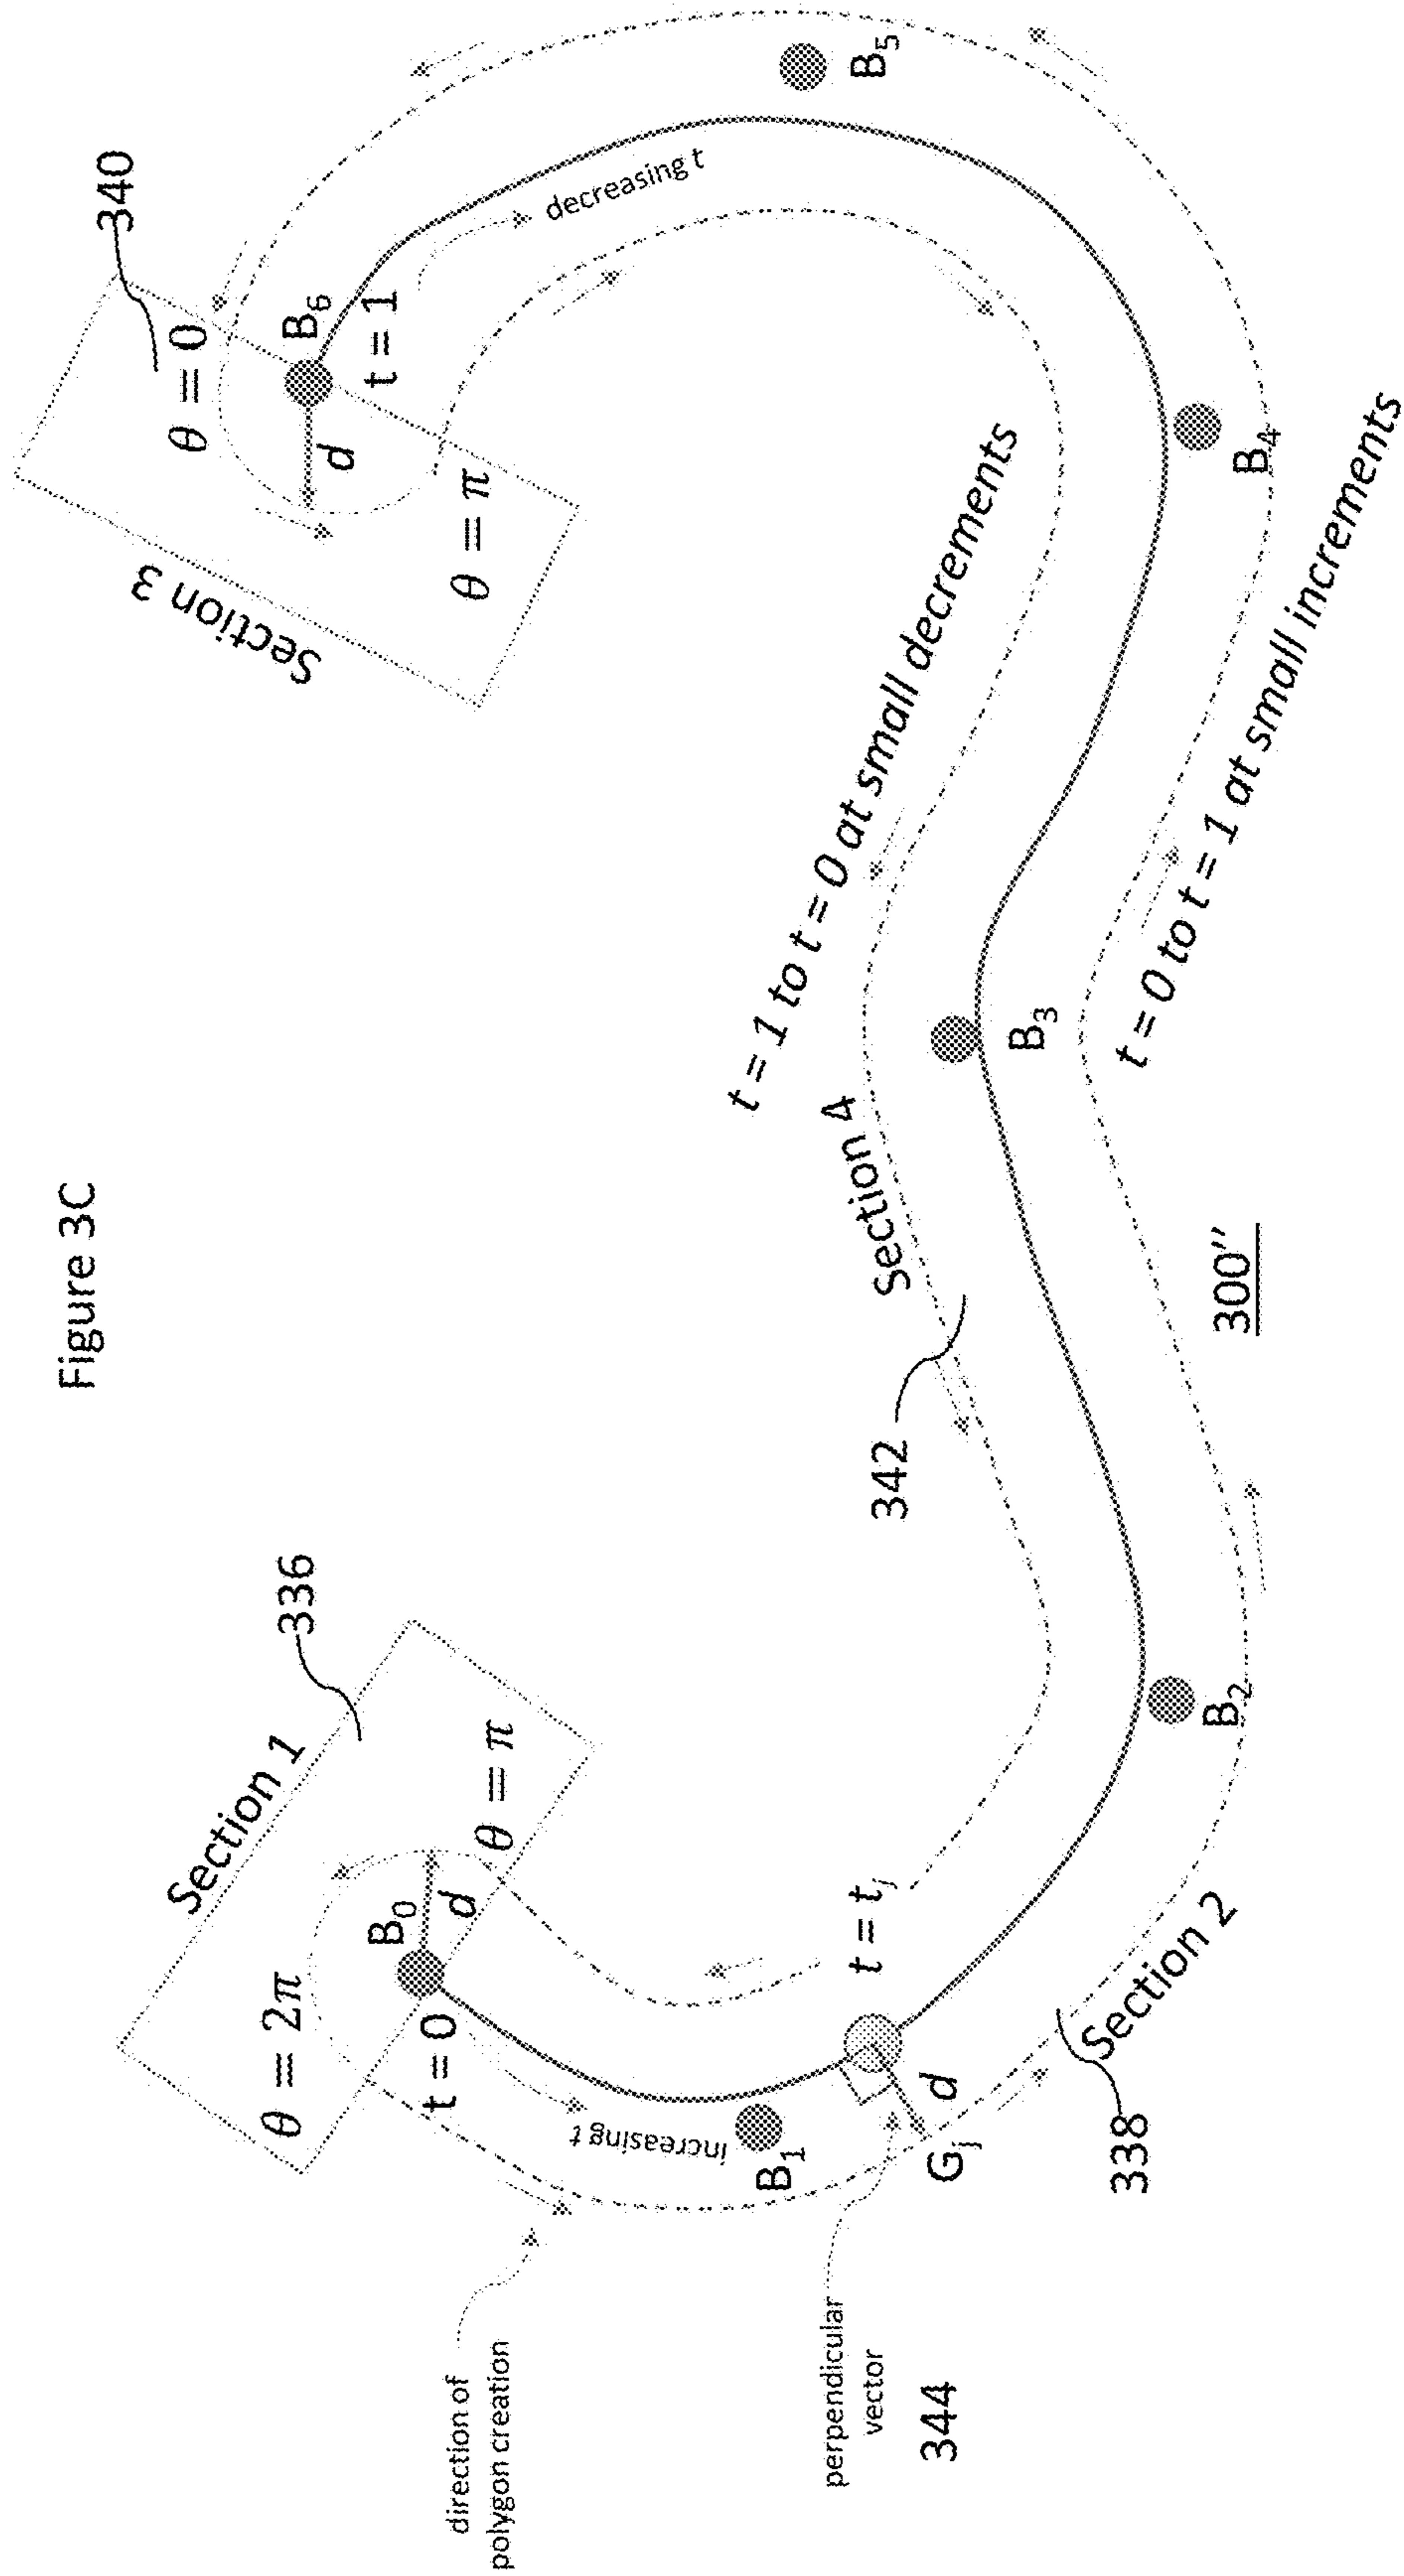 Figure 3C
Section 1
336
θ = 2π
B0
d
θ = π
t = 0
increasing t
B1
direction of
polygon creation
perpendicular
vector
344
Gj
d
t = tj
338
Section 2
B2
342
Section 4
t = 1 to t = 0 at small decrements
B3
t = 0 to t = 1 at small increments
300''
B4
B5
decreasing t
340
θ = 0
B6
t = 1
d
θ = π
Section 3